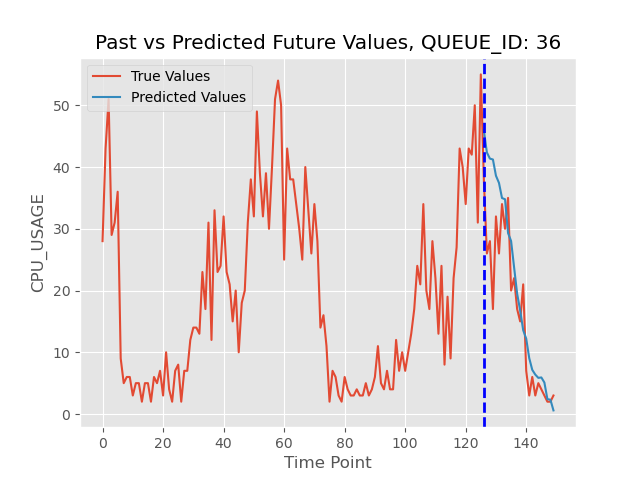 Past vs Predicted Future Values, QUEUE_ID: 36
True Values
Predicted Values
CPU_USAGE
50
40
30
20
10
0
0 20 40 60 80 100 120 140
Time Point